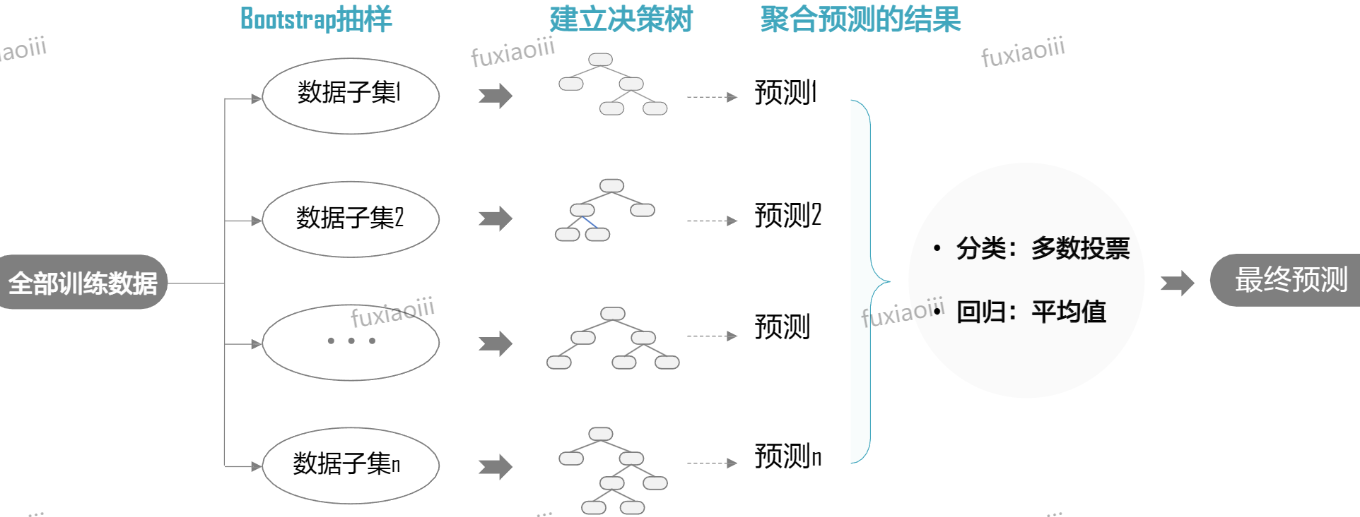 Bootstrap抽样
建立决策树
聚合预测的结果
iaoiii
fuxiaoiii
fuxiaoiii
数据子集1
预测1
数据子集2
预测2
• 分类：多数投票
全部训练数据
最终预测
fuxiaoiii
fuxiaoiii
• 回归：平均值
预测
• • •
数据子集n
预测n